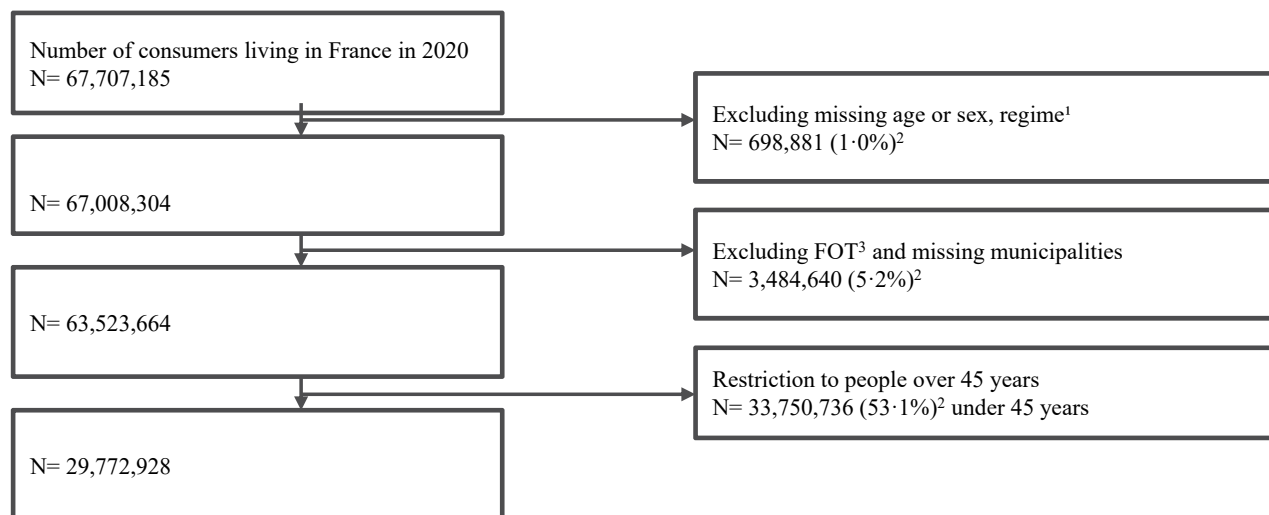 Number of consumers living in France in 2020
N= 67,707,185
Excluding missing age or sex, regime¹
N= 698,881 (1·0%)²
N= 67,008,304
Excluding FOT³ and missing municipalities
N= 3,484,640 (5·2%)²
N= 63,523,664
Restriction to people over 45 years
N= 33,750,736 (53·1%)² under 45 years
N= 29,772,928